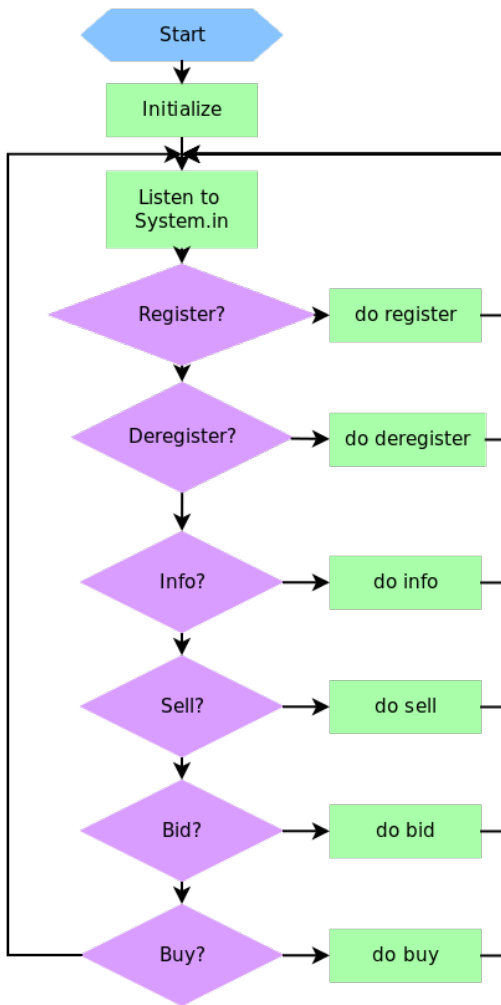 Start
Initialize
Listen to
System.in
Register?
do register
Deregister?
do deregister
Info?
do info
Sell?
do sell
Bid?
do bid
Buy?
do buy